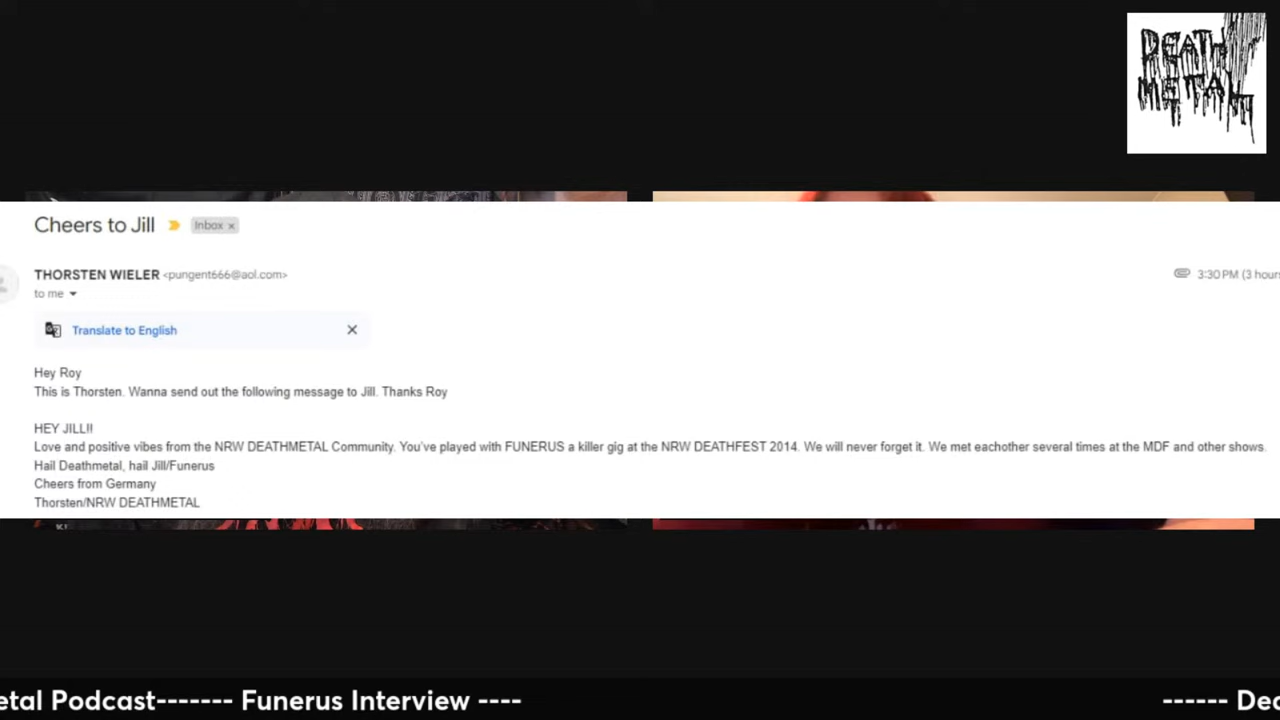 DEATH
METAL
Cheers to Jill Inbox x
THORSTEN WIELER <pungent666@aol.com> 3:30 PM (3 hours
to me
Translate to English
Hey Roy
This is Thorsten. Wanna send out the following message to Jill. Thanks Roy
HEY JILL!!
Love and positive vibes from the NRW DEATHMETAL Community. You've played with FUNERUS a killer gig at the NRW DEATHFEST 2014. We will never forget it. We met eachother several times at the MDF and other shows.
Hail Deathmetal, hail Jill/Funerus
Cheers from Germany
Thorsten/NRW DEATHMETAL
etal Podcast------- Funerus Interview ---- ------ Dea